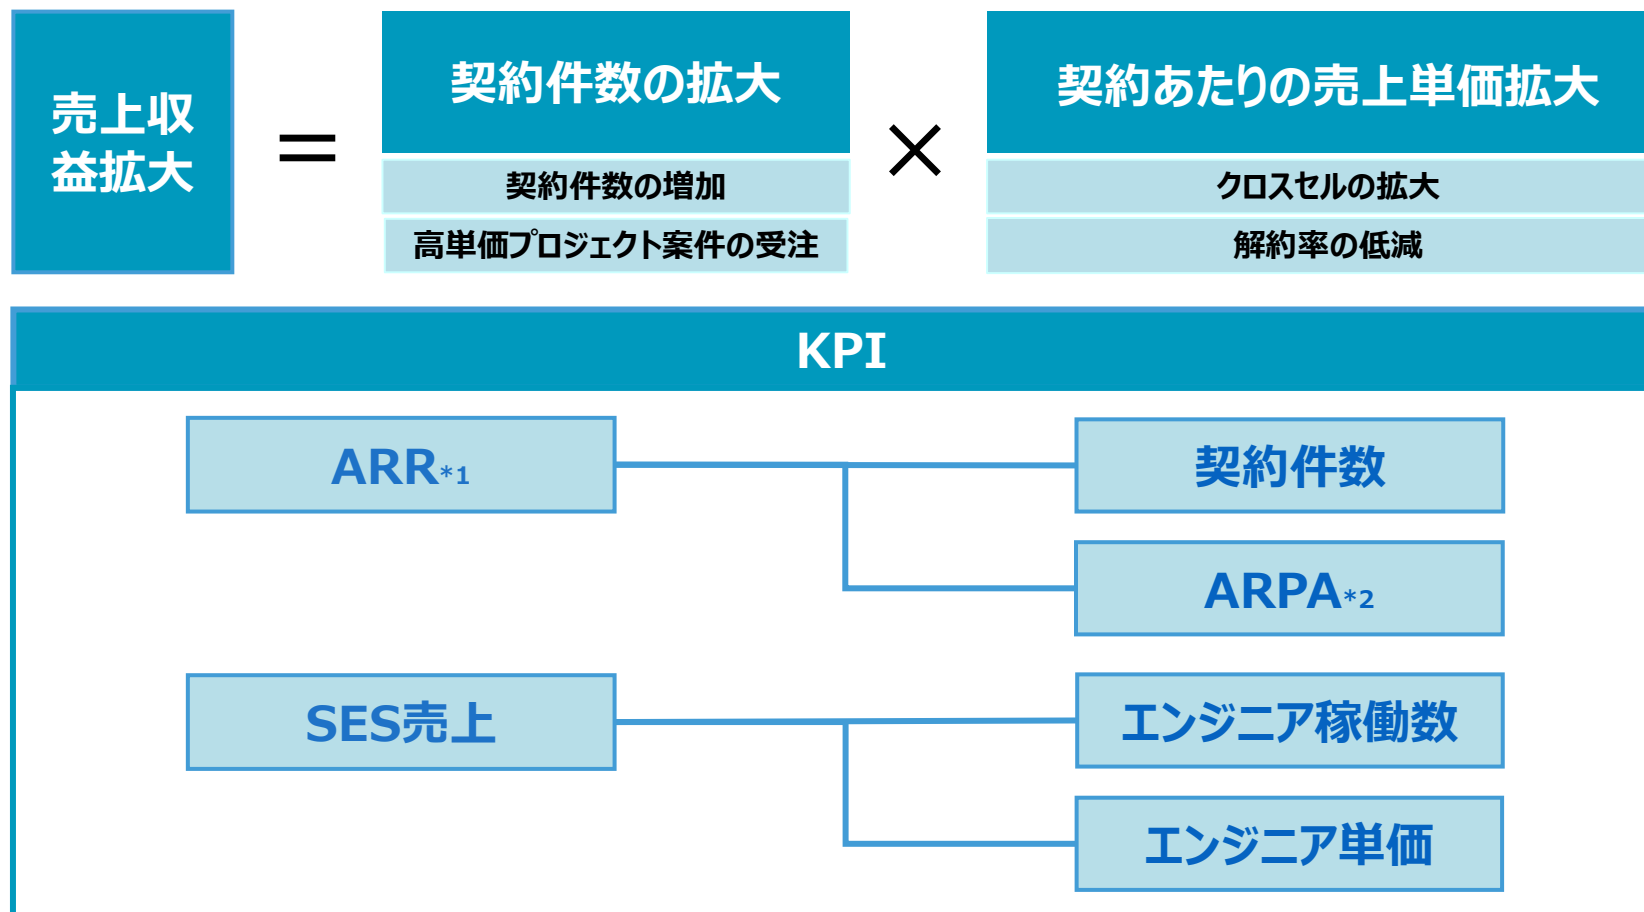 売上収
益拡大
＝
契約件数の拡大
契約件数の増加
高単価プロジェクト案件の受注
×
契約あたりの売上単価拡大
クロスセルの拡大
解約率の低減
KPI
ARR*1
契約件数
ARPA*2
SES売上
エンジニア稼働数
エンジニア単価